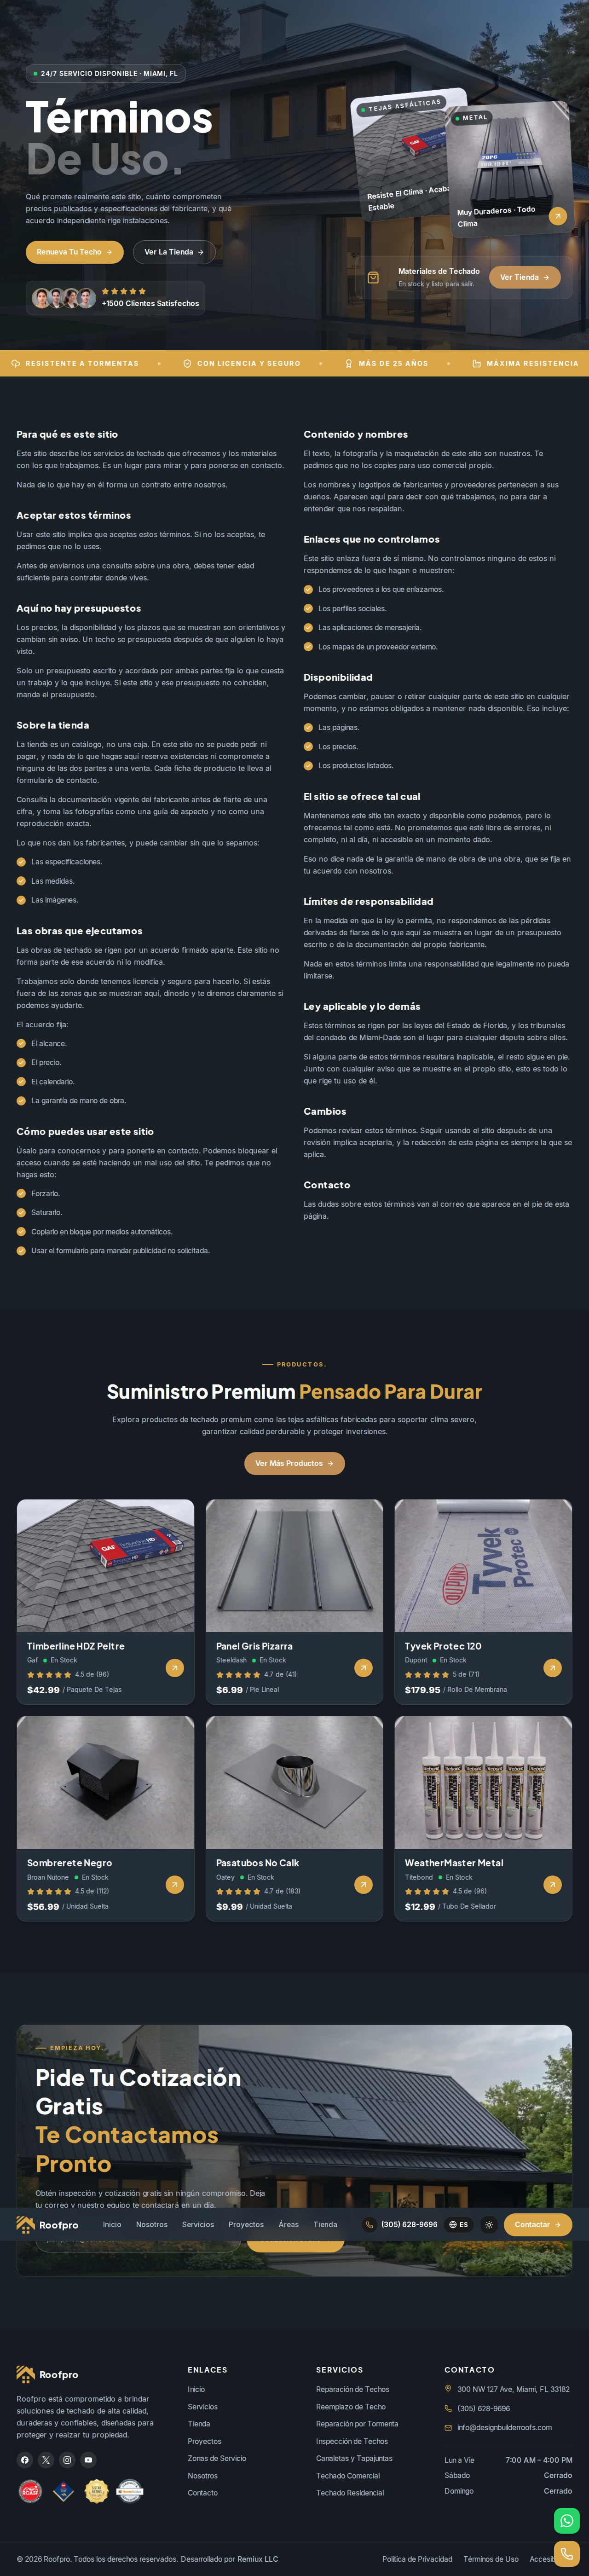 24/7 SERVICIO DISPONIBLE · MIAMI, FL
Términos
De Uso.
Qué promete realmente este sitio, cuánto comprometen
precios publicados y especificaciones del fabricante, y qué
acuerdo independiente rige instalaciones.
Renueva Tu Techo
Ver La Tienda
+1500 Clientes Satisfechos
TEJAS ASFÁLTICAS
Resiste El Clima · Acaba
Estable
METAL
Muy Duraderos · Todo
Clima
Materiales de Techado
En stock y listo para salir.
Ver Tienda
RESISTENTE A TORMENTAS
CON LICENCIA Y SEGURO
MÁS DE 25 AÑOS
MÁXIMA RESISTENCIA
Para qué es este sitio
Este sitio describe los servicios de techado que ofrecemos y los materiales
con los que trabajamos. Es un lugar para mirar y para ponerse en contacto.
Nada de lo que hay en él forma un contrato entre nosotros.
Aceptar estos términos
Usar este sitio implica que aceptas estos términos. Si no los aceptas, te
pedimos que no lo uses.
Antes de enviarnos una consulta sobre una obra, debes tener edad
suficiente para contratar donde vives.
Aquí no hay presupuestos
Los precios, la disponibilidad y los plazos que se muestran son orientativos y
cambian sin aviso. Un techo se presupuesta después de que alguien lo haya
visto.
Solo un presupuesto escrito y acordado por ambas partes fija lo que cuesta
un trabajo y lo que incluye. Si este sitio y ese presupuesto no coinciden,
manda el presupuesto.
Sobre la tienda
La tienda es un catálogo, no una caja. En este sitio no se puede pedir ni
pagar, y nada de lo que hagas aquí reserva existencias ni compromete a
ninguna de las dos partes a una venta. Cada ficha de producto te lleva al
formulario de contacto.
Consulta la documentación vigente del fabricante antes de fiarte de una
cifra, y toma las fotografías como una guía de aspecto y no como una
reproducción exacta.
Lo que nos dan los fabricantes, y puede cambiar sin que lo sepamos:
Las especificaciones.
Las medidas.
Las imágenes.
Las obras que ejecutamos
Las obras de techado se rigen por un acuerdo firmado aparte. Este sitio no
forma parte de ese acuerdo ni lo modifica.
Trabajamos solo donde tenemos licencia y seguro para hacerlo. Si estás
fuera de las zonas que se muestran aquí, dínoslo y te diremos claramente si
podemos ayudarte.
El acuerdo fija:
El alcance.
El precio.
El calendario.
La garantía de mano de obra.
Cómo puedes usar este sitio
Úsalo para conocernos y para ponerte en contacto. Podemos bloquear el
acceso cuando se esté haciendo un mal uso del sitio. Te pedimos que no
hagas esto:
Forzarlo.
Saturarlo.
Copiarlo en bloque por medios automáticos.
Usar el formulario para mandar publicidad no solicitada.
Contenido y nombres
El texto, la fotografía y la maquetación de este sitio son nuestros. Te
pedimos que no los copies para uso comercial propio.
Los nombres y logotipos de fabricantes y proveedores pertenecen a sus
dueños. Aparecen aquí para decir con qué trabajamos, no para dar a
entender que nos respaldan.
Enlaces que no controlamos
Este sitio enlaza fuera de sí mismo. No controlamos ninguno de estos ni
respondemos de lo que hagan o muestren:
Los proveedores a los que enlazamos.
Los perfiles sociales.
Las aplicaciones de mensajería.
Los mapas de un proveedor externo.
Disponibilidad
Podemos cambiar, pausar o retirar cualquier parte de este sitio en cualquier
momento, y no estamos obligados a mantener nada disponible. Eso incluye:
Las páginas.
Los precios.
Los productos listados.
El sitio se ofrece tal cual
Mantenemos este sitio tan exacto y disponible como podemos, pero lo
ofrecemos tal como está. No prometemos que esté libre de errores, ni
completo, ni al día, ni accesible en un momento dado.
Eso no dice nada de la garantía de mano de obra de una obra, que se fija en
tu acuerdo con nosotros.
Límites de responsabilidad
En la medida en que la ley lo permita, no respondemos de las pérdidas
derivadas de fiarse de lo que aquí se muestra en lugar de un presupuesto
escrito o de la documentación del propio fabricante.
Nada en estos términos limita una responsabilidad que legalmente no pueda
limitarse.
Ley aplicable y lo demás
Estos términos se rigen por las leyes del Estado de Florida, y los tribunales
del condado de Miami-Dade son el lugar para cualquier disputa sobre ellos.
Si alguna parte de estos términos resultara inaplicable, el resto sigue en pie.
Junto con cualquier aviso que se muestre en el propio sitio, esto es todo lo
que rige tu uso de él.
Cambios
Podemos revisar estos términos. Seguir usando el sitio después de una
revisión implica aceptarla, y la redacción de esta página es siempre la que se
aplica.
Contacto
Las dudas sobre estos términos van al correo que aparece en el pie de esta
página.
PRODUCTOS.
Suministro Premium Pensado Para Durar
Explora productos de techado premium como las tejas asfálticas fabricadas para soportar clima severo,
garantizar calidad perdurable y proteger inversiones.
Ver Más Productos
GAF Timberline HD
DUPONT Tyvek Protec
Timberline HDZ Peltre
Gaf En Stock
4.5 de (96)
$42.99 / Paquete De Tejas
Panel Gris Pizarra
Steeldash En Stock
4.7 de (41)
$6.99 / Pie Lineal
Tyvek Protec 120
Dupont En Stock
5 de (71)
$179.95 / Rollo De Membrana
Sombrerete Negro
Broan Nutone En Stock
4.5 de (112)
$56.99 / Unidad Suelta
Pasatubos No Calk
Oatey En Stock
4.7 de (183)
$9.99 / Unidad Suelta
WeatherMaster Metal
Titebond En Stock
4.5 de (96)
$12.99 / Tubo De Sellador
EMPIEZA HOY.
Pide Tu Cotización
Gratis
Te Contactamos
Pronto
Obtén inspección y cotización gratis sin ningún compromiso. Deja
tu correo y nuestro equipo te contactará en un día.
Roofpro
Inicio
Nosotros
Servicios
Proyectos
Áreas
Tienda
(305) 628-9696
ES
Contactar
Roofpro
Roofpro está comprometido a brindar
soluciones de techado de alta calidad,
duraderas y confiables, diseñadas para
proteger y realzar tu propiedad.
ENLACES
Inicio
Servicios
Tienda
Proyectos
Zonas de Servicio
Nosotros
Contacto
SERVICIOS
Reparación de Techos
Reemplazo de Techo
Reparación por Tormenta
Inspección de Techos
Canaletas y Tapajuntas
Techado Comercial
Techado Residencial
CONTACTO
300 NW 127 Ave, Miami, FL 33182
(305) 628-9696
info@designbuilderroofs.com
Lun a Vie 7:00 AM – 4:00 PM
Sábado Cerrado
Domingo Cerrado
© 2026 Roofpro. Todos los derechos reservados. Desarrollado por Remiux LLC
Política de Privacidad
Términos de Uso